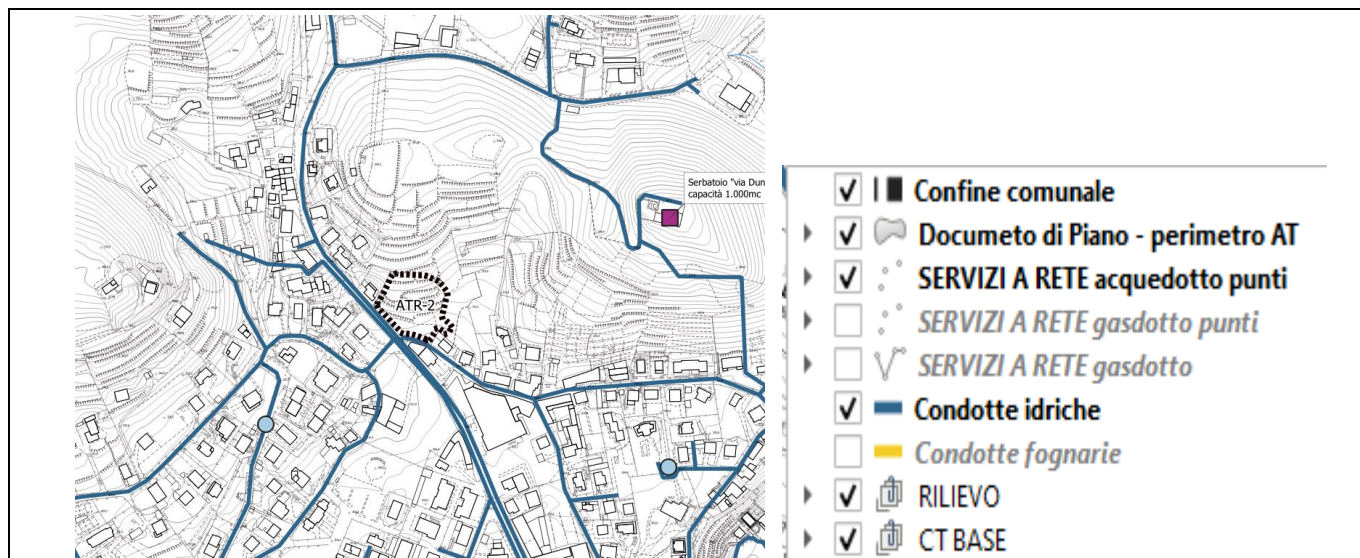 Serbatoio "via Dun
capacità 1.000mc
ATR-2
Confine comunale
Documeto di Piano - perimetro AT
SERVIZI A RETE acquedotto punti
SERVIZI A RETE gasdotto punti
SERVIZI A RETE gasdotto
Condotte idriche
Condotte fognarie
RILIEVO
CT BASE